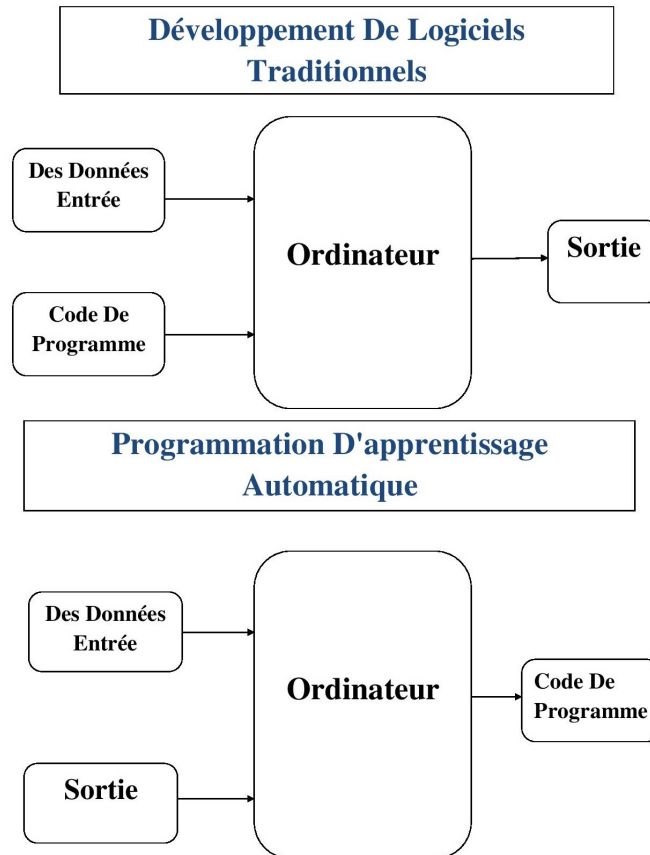 Développement De Logiciels
Traditionnels
Des Données
Entrée
Ordinateur
Sortie
Code De
Programme
Programmation D'apprentissage
Automatique
Des Données
Entrée
Ordinateur
Code De
Programme
Sortie